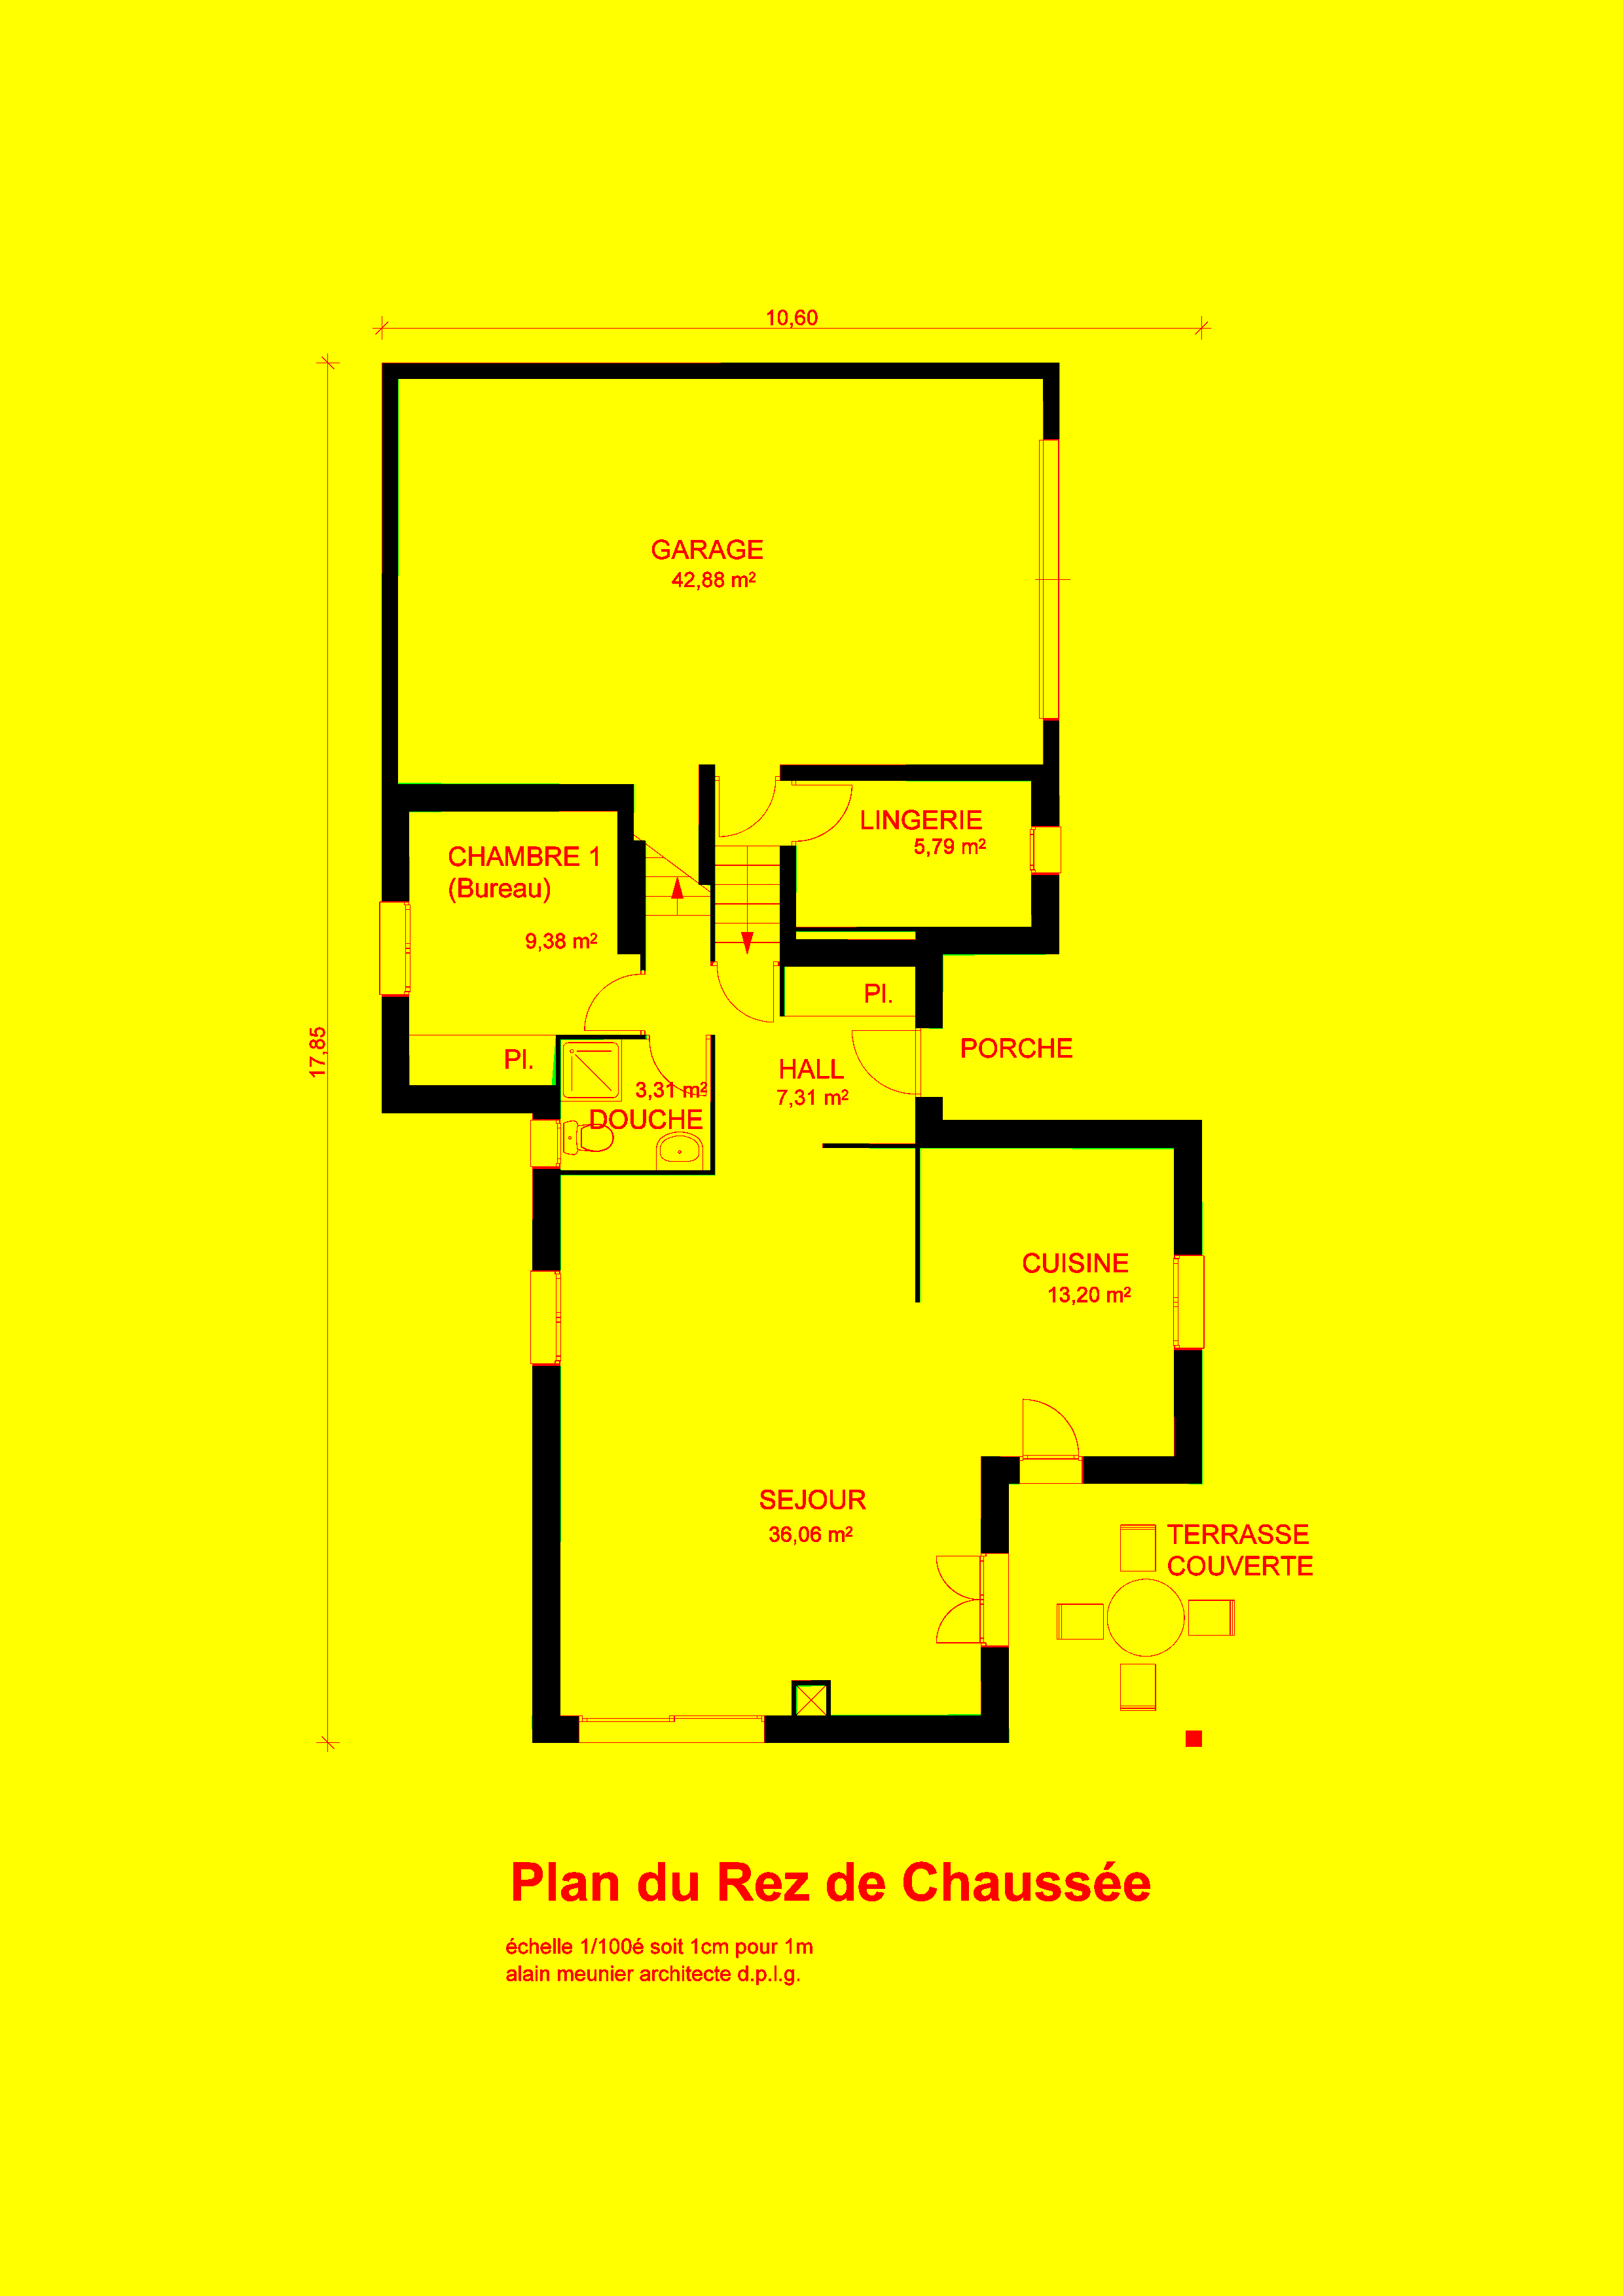 10,60
17,85
GARAGE
42,88 m²
LINGERIE
5,79 m²
CHAMBRE 1
(Bureau)
9,38 m²
Pl.
Pl.
PORCHE
HALL
7,31 m²
3,31 m²
DOUCHE
CUISINE
13,20 m²
SEJOUR
36,06 m²
TERRASSE
COUVERTE
Plan du Rez de Chaussée
échelle 1/100é soit 1cm pour 1m
alain meunier architecte d.p.l.g.